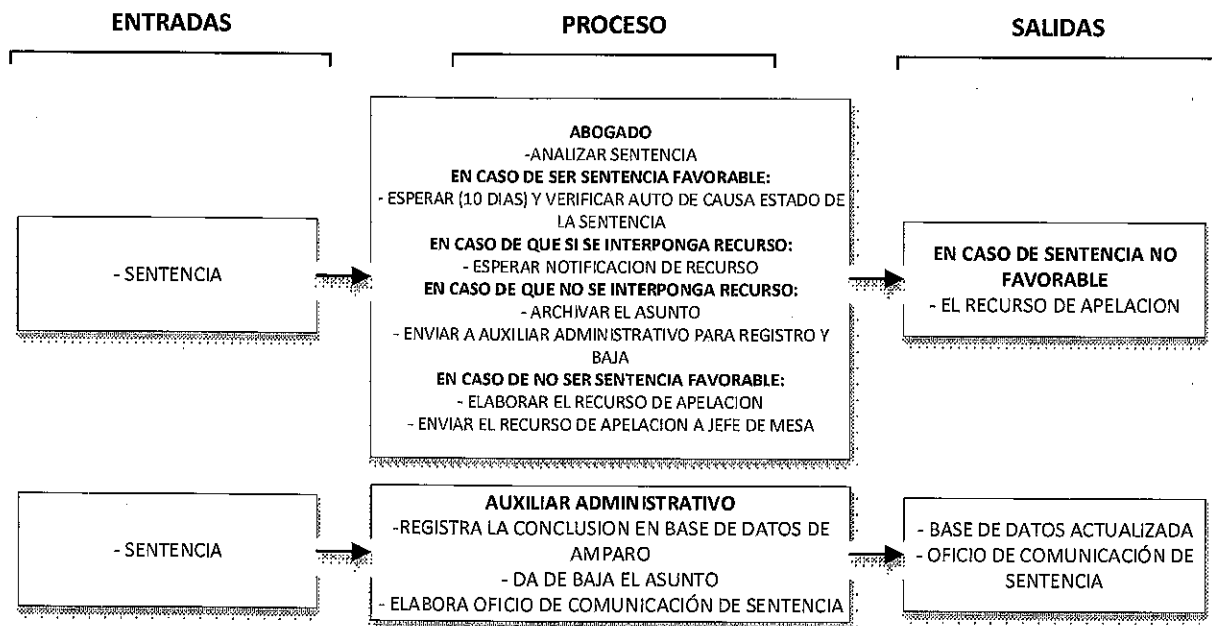 ENTRADAS
PROCESO
SALIDAS
- SENTENCIA
ABOGADO
-ANALIZAR SENTENCIA
EN CASO DE SER SENTENCIA FAVORABLE:
- ESPERAR (10 DIAS) Y VERIFICAR AUTO DE CAUSA ESTADO DE
LA SENTENCIA
EN CASO DE QUE SI SE INTERPONGA RECURSO:
- ESPERAR NOTIFICACION DE RECURSO
EN CASO DE QUE NO SE INTERPONGA RECURSO:
- ARCHIVAR EL ASUNTO
- ENVIAR A AUXILIAR ADMINISTRATIVO PARA REGISTRO Y
BAJA
EN CASO DE NO SER SENTENCIA FAVORABLE:
- ELABORAR EL RECURSO DE APELACION
- ENVIAR EL RECURSO DE APELACION A JEFE DE MESA
EN CASO DE SENTENCIA NO
FAVORABLE
- EL RECURSO DE APELACION
- SENTENCIA
AUXILIAR ADMINISTRATIVO
-REGISTRA LA CONCLUSION EN BASE DE DATOS DE
AMPARO
- DA DE BAJA EL ASUNTO
- ELABORA OFICIO DE COMUNICACIÓN DE SENTENCIA
- BASE DE DATOS ACTUALIZADA
- OFICIO DE COMUNICACIÓN DE
SENTENCIA